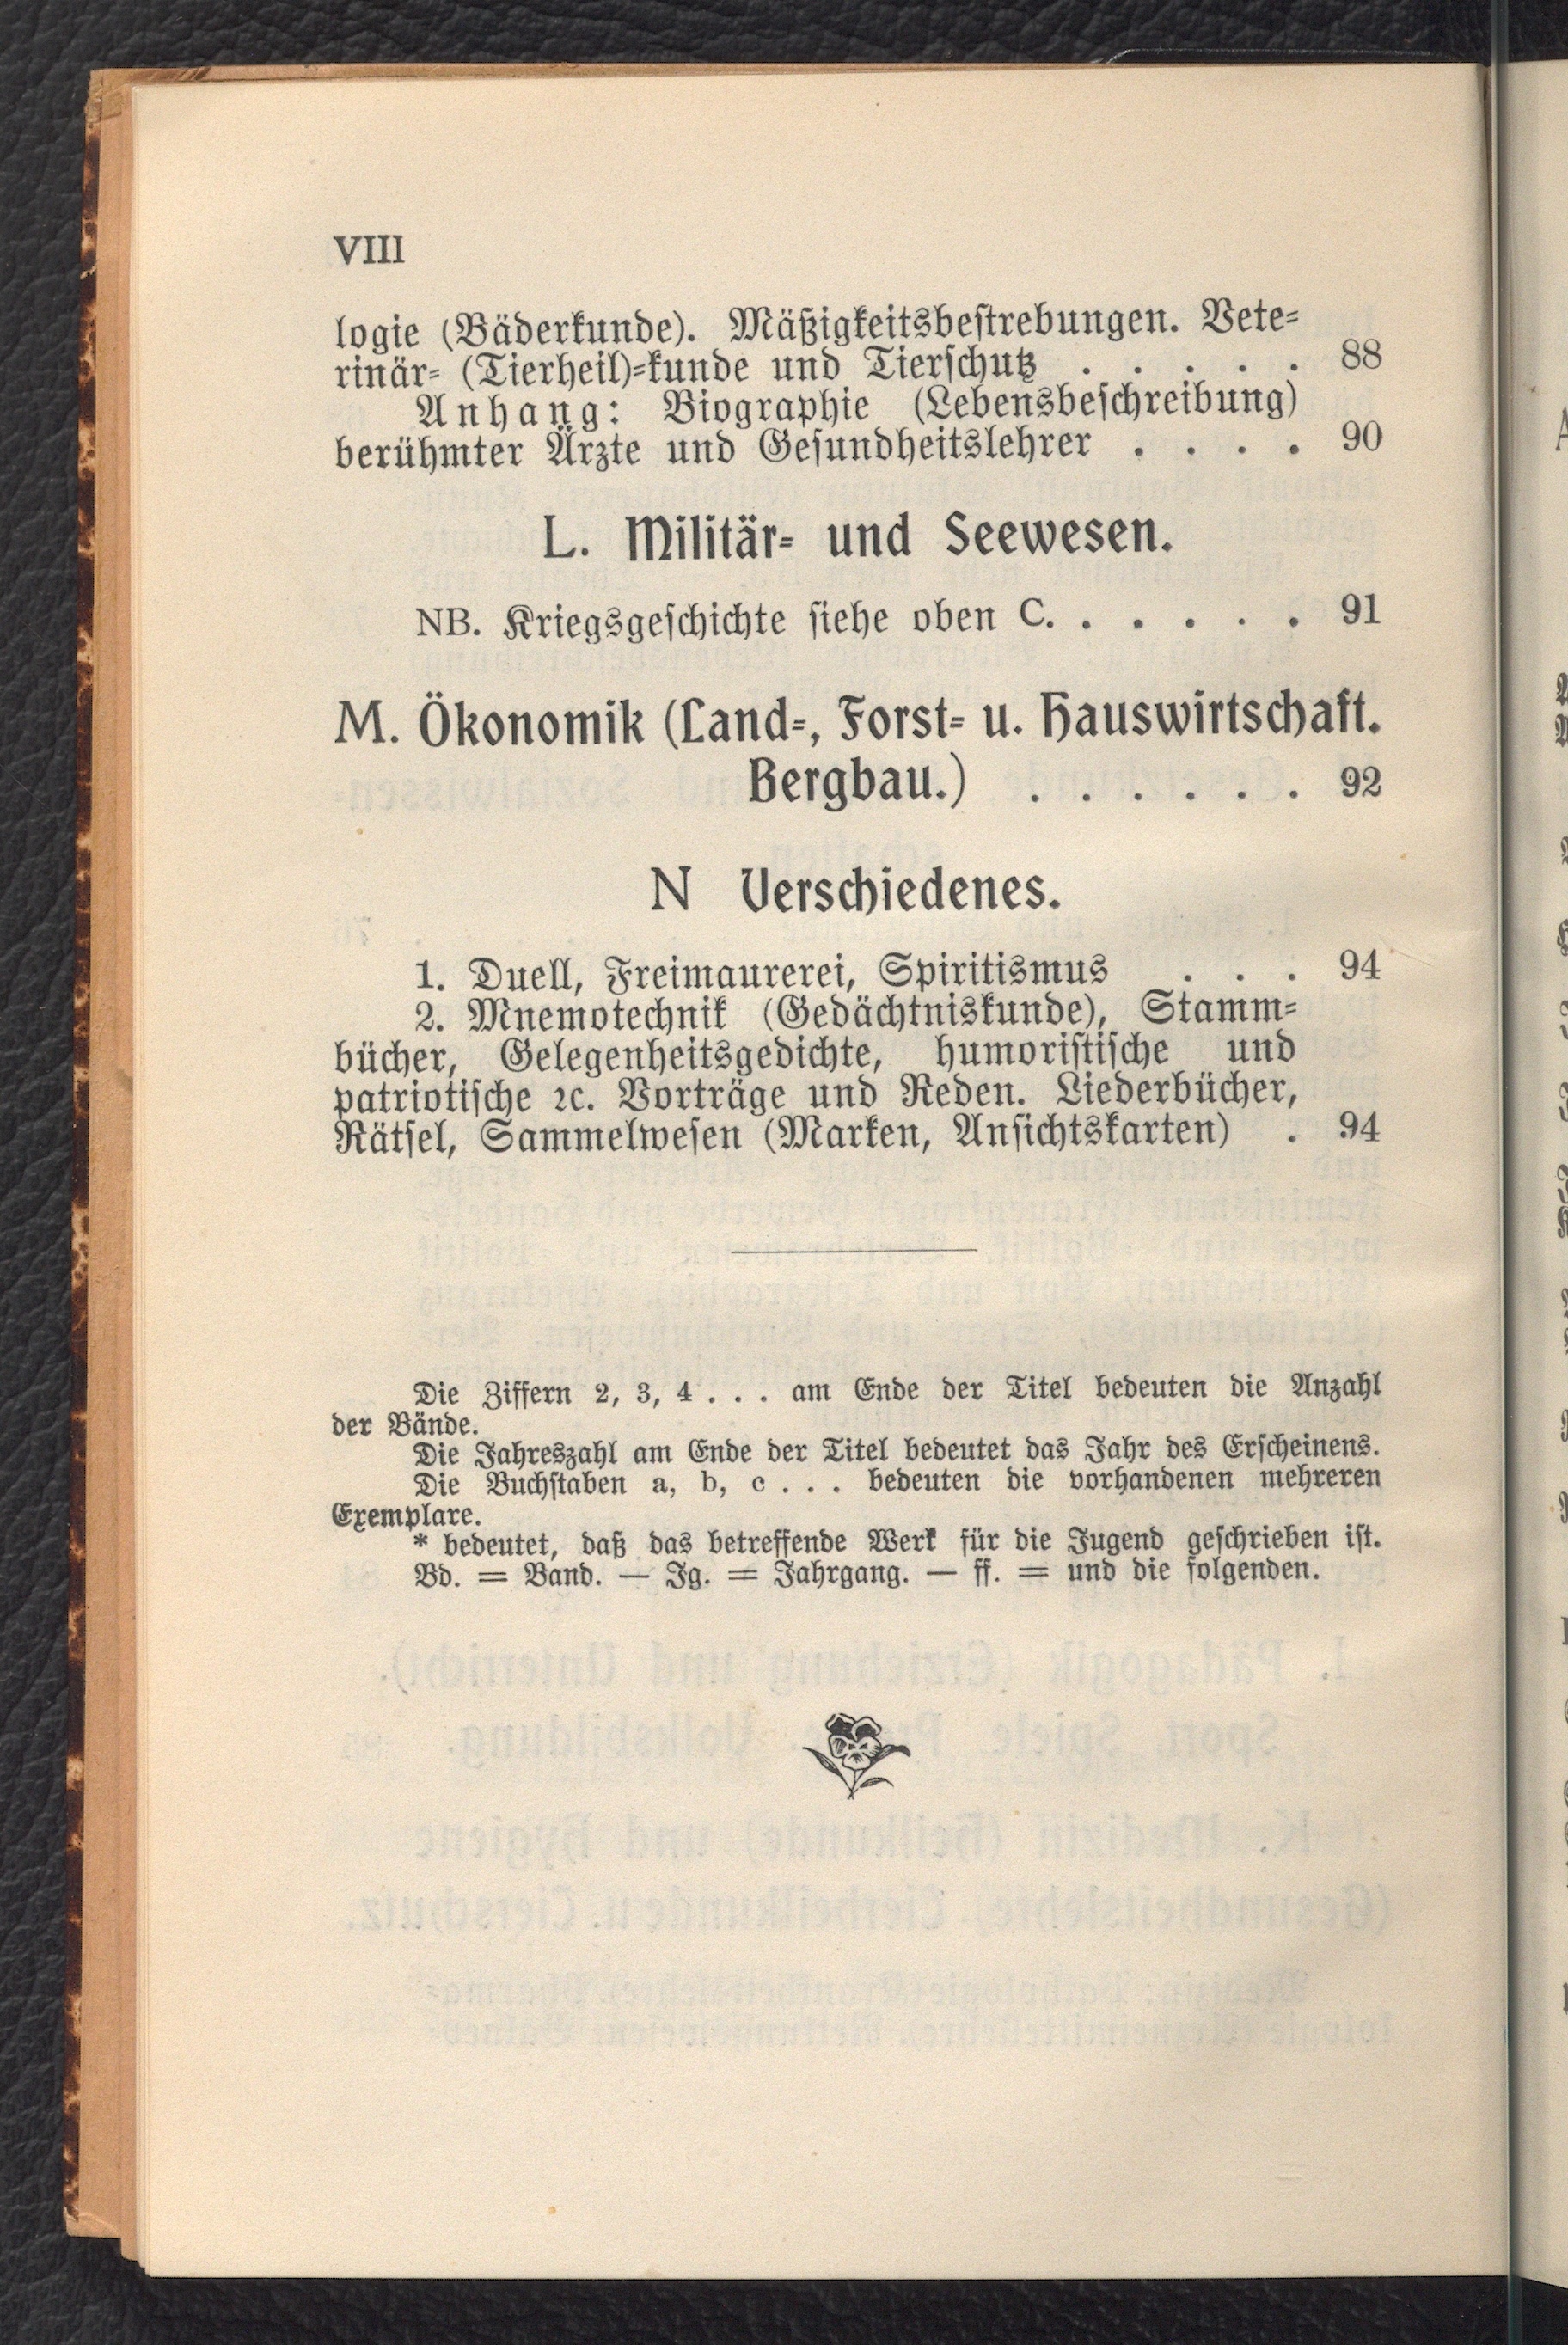 VIII
logie (Bäderkunde). Mäßigkeitsbestrebungen. Vete-
rinär- (Tierheil)-kunde und Tierschutz . . . . . 88
Anhang: Biographie (Lebensbeschreibung)
berühmter Ärzte und Gesundheitslehrer . . . . 90
L. Militär- und Seewesen.
NB. Kriegsgeschichte siehe oben C. . . . . . 91
M. Ökonomik (Land-, Forst- u. Hauswirtschaft.
Bergbau.) . . . . . . 92
N Verschiedenes.
1. Duell, Freimaurerei, Spiritismus . . . 94
2. Mnemotechnik (Gedächtniskunde), Stamm-
bücher, Gelegenheitsgedichte, humoristische und
patriotische ꝛc. Vorträge und Reden. Liederbücher,
Rätsel, Sammelwesen (Marken, Ansichtskarten) . 94
Die Ziffern 2, 3, 4 . . . am Ende der Titel bedeuten die Anzahl
der Bände.
Die Jahreszahl am Ende der Titel bedeutet das Jahr des Erscheinens.
Die Buchstaben a, b, c . . . bedeuten die vorhandenen mehreren
Exemplare.
* bedeutet, daß das betreffende Werk für die Jugend geschrieben ist.
Bd. = Band. — Jg. = Jahrgang. — ff. = und die folgenden.